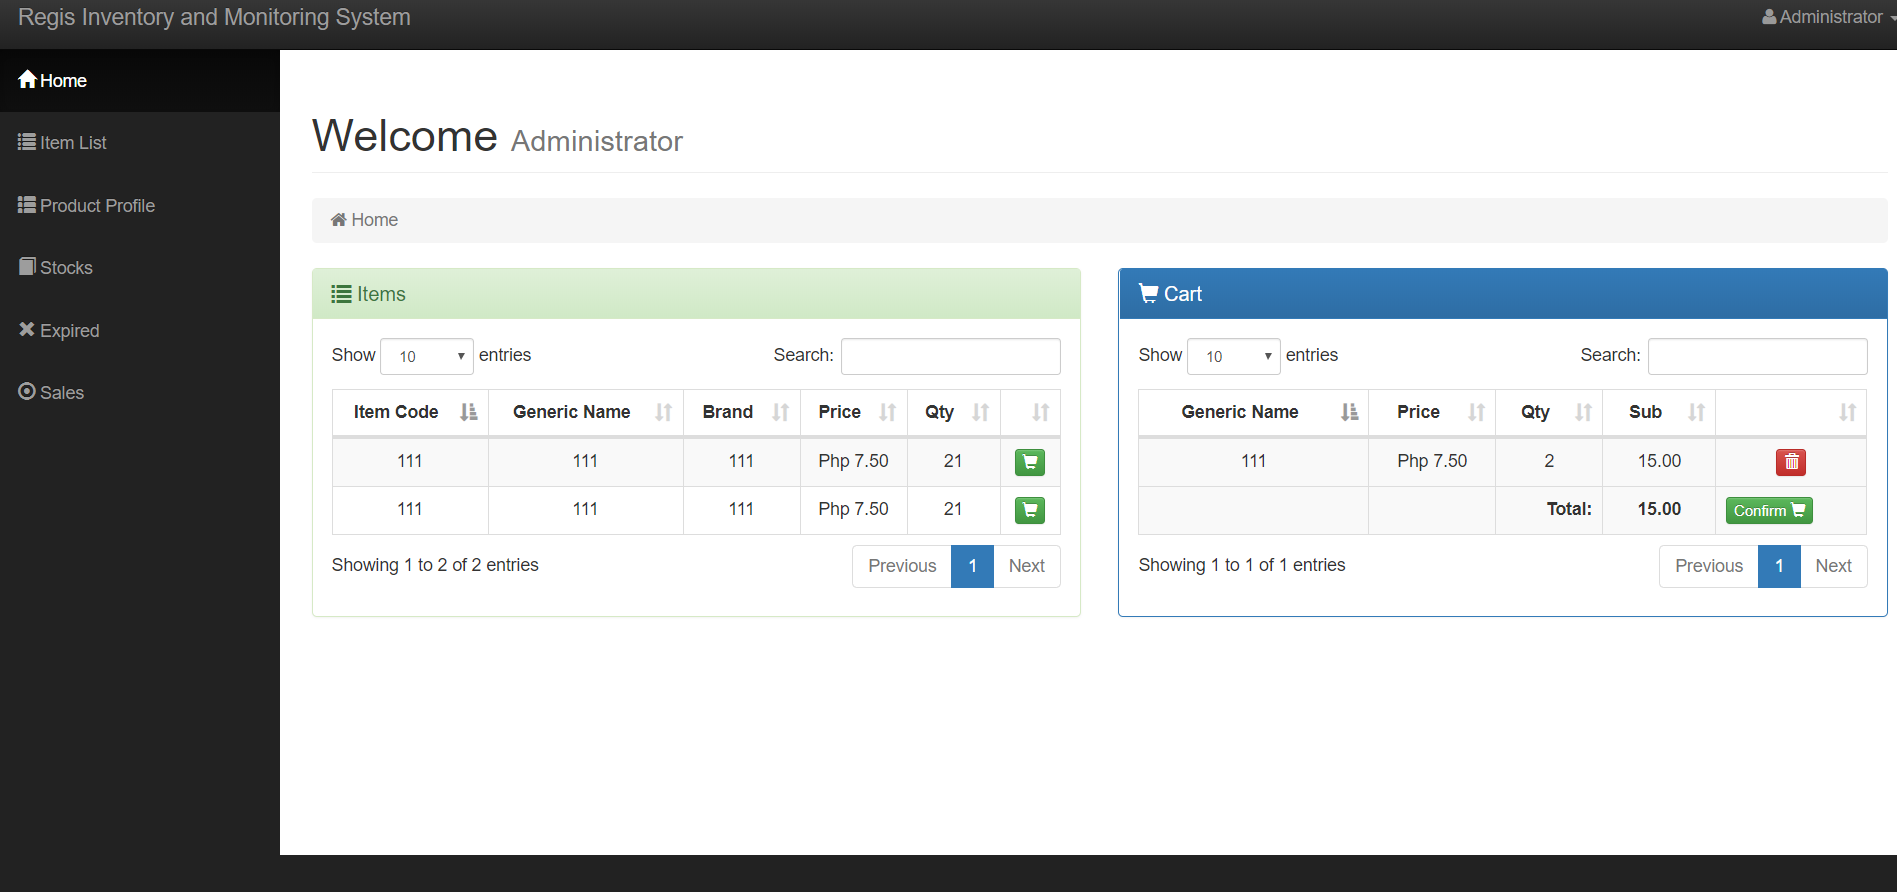 Regis Inventory and Monitoring System
Administrator
Home
Item List
Product Profile
Stocks
Expired
Sales
Welcome Administrator
Home
Items
Show 10 entries Search:
Item Code Generic Name Brand Price Qty
111 111 111 Php 7.50 21
111 111 111 Php 7.50 21
Showing 1 to 2 of 2 entries Previous 1 Next
Cart
Show 10 entries Search:
Generic Name Price Qty Sub
111 Php 7.50 2 15.00
Total: 15.00 Confirm
Showing 1 to 1 of 1 entries Previous 1 Next